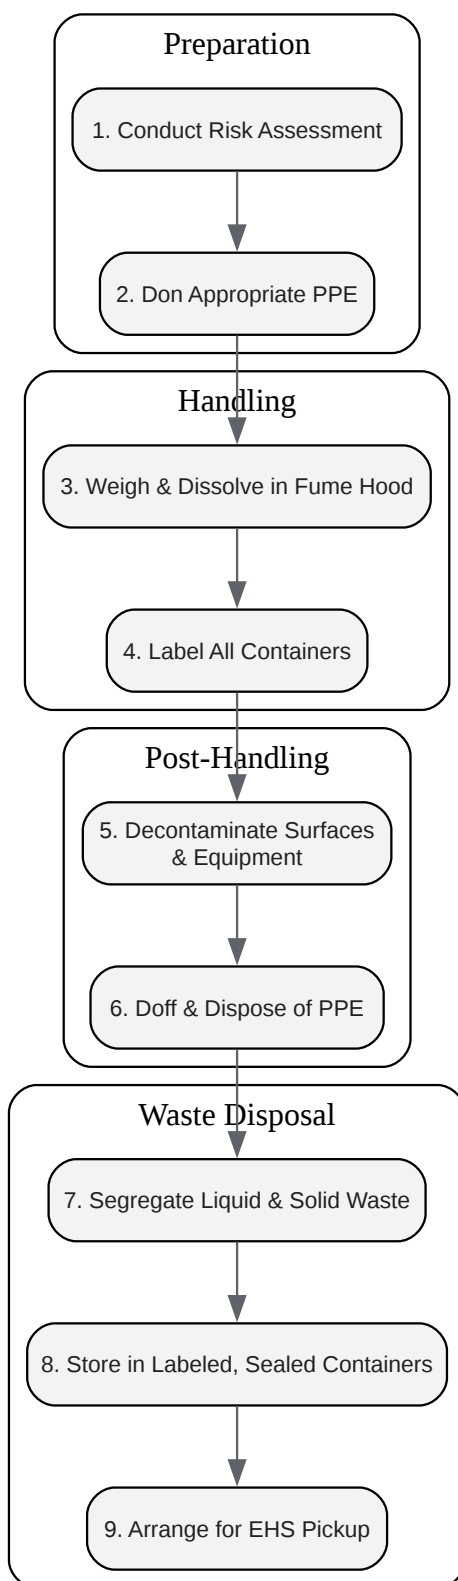 Preparation
1. Conduct Risk Assessment
2. Don Appropriate PPE
Handling
3. Weigh & Dissolve in Fume Hood
4. Label All Containers
Post-Handling
5. Decontaminate Surfaces
& Equipment
6. Doff & Dispose of PPE
Waste Disposal
7. Segregate Liquid & Solid Waste
8. Store in Labeled, Sealed Containers
9. Arrange for EHS Pickup